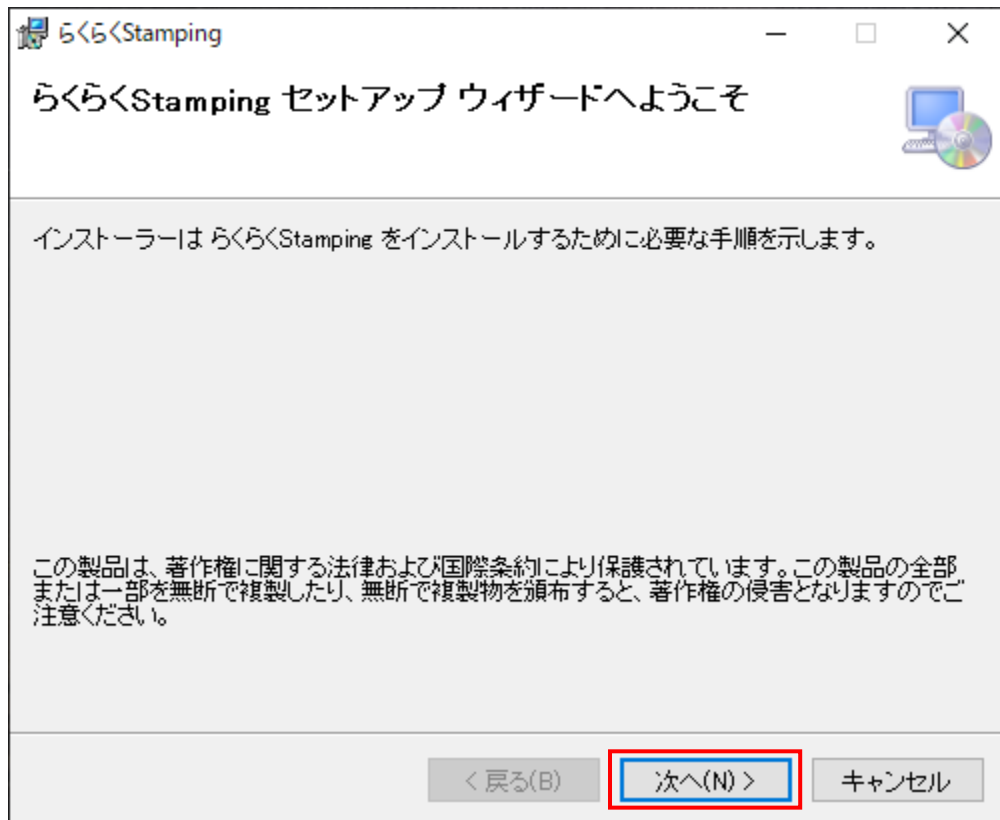 らくらくStamping
らくらくStamping セットアップ ウィザードへようこそ
インストーラーは らくらくStamping をインストールするために必要な手順を示します。
この製品は、著作権に関する法律および国際条約により保護されています。この製品の全部
または一部を無断で複製したり、無断で複製物を頒布すると、著作権の侵害となりますのでご
注意ください。
< 戻る(B)
次へ(N) >
キャンセル